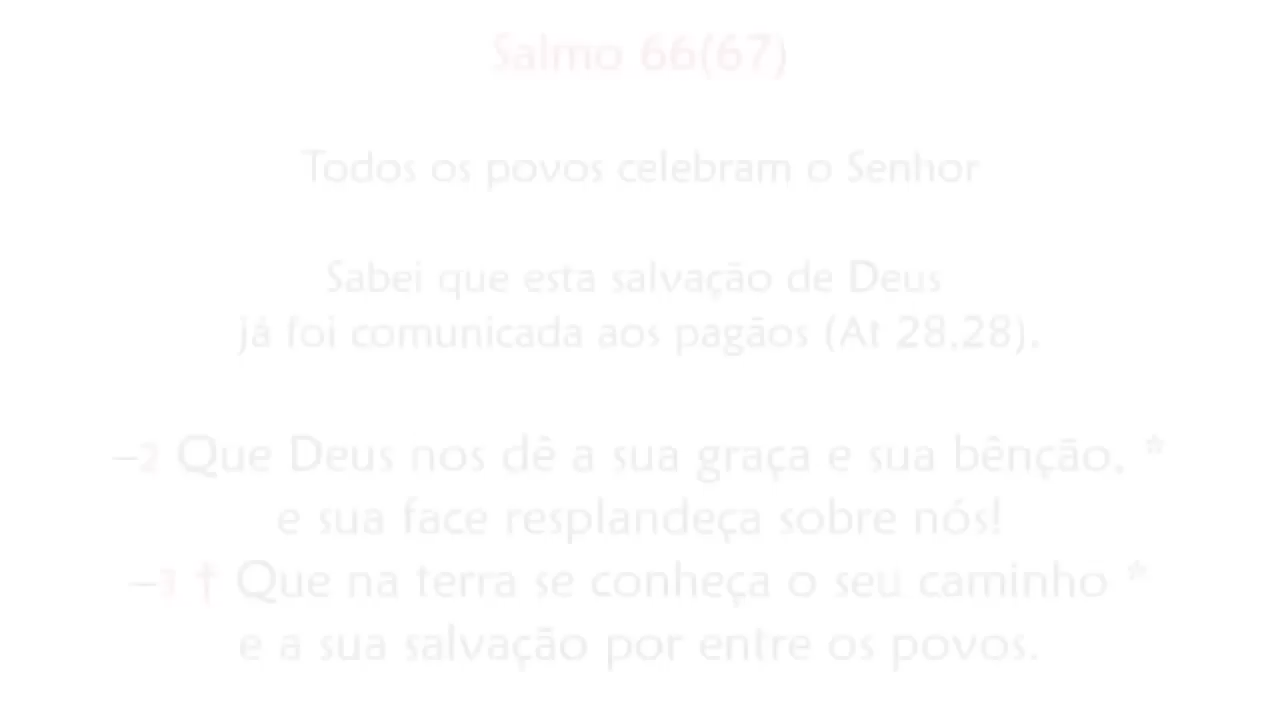 Salmo 66(67)
Todos os povos celebram o Senhor
Sabei que esta salvação de Deus
já foi comunicada aos pagãos (At 28,28).
–2 Que Deus nos dê a sua graça e sua bênção, *
e sua face resplandeça sobre nós!
–3 † Que na terra se conheça o seu caminho *
e a sua salvação por entre os povos.